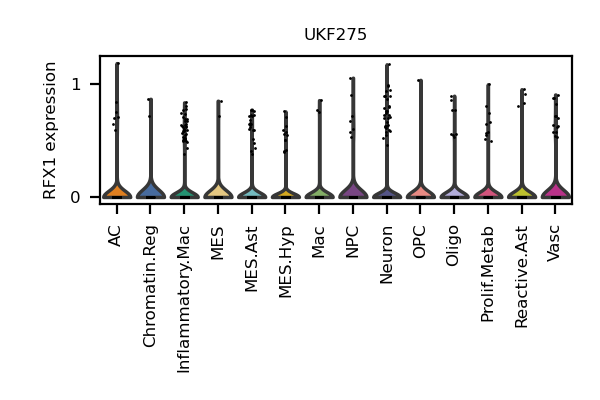 UKF275
RFX1 expression
1
0
AC
Chromatin.Reg
Inflammatory.Mac
MES
MES.Ast
MES.Hyp
Mac
NPC
Neuron
OPC
Oligo
Prolif.Metab
Reactive.Ast
Vasc